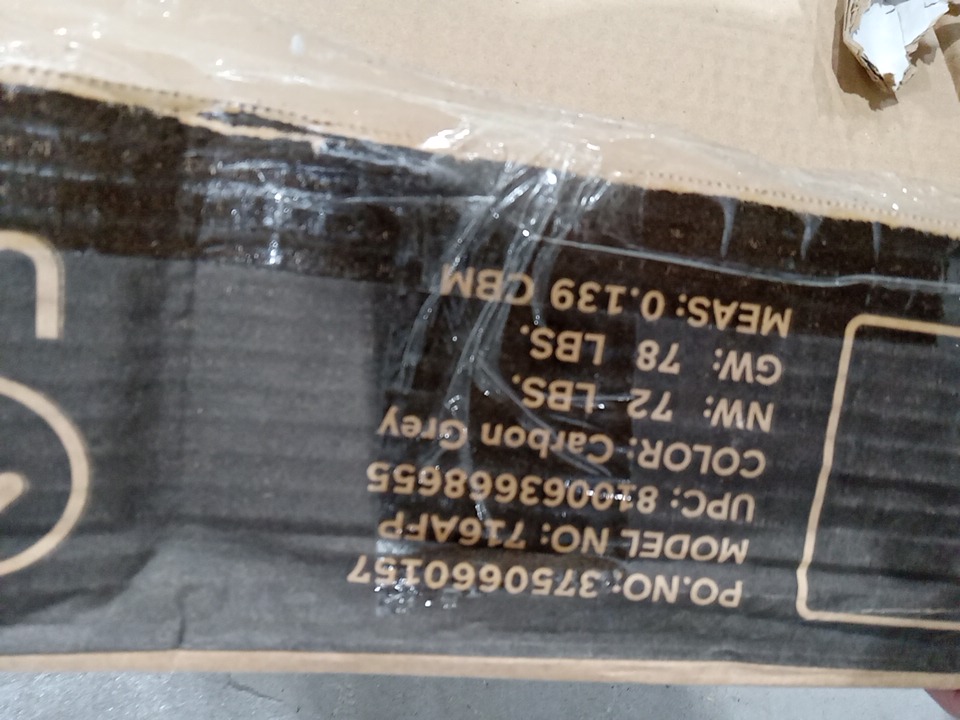 PO.NO: 3750660157
MODEL NO: 716AFP
UPC: 810063668655
COLOR: Carbon Grey
NW: 72 LBS.
GW: 78 LBS.
MEAS: 0.139 CBM